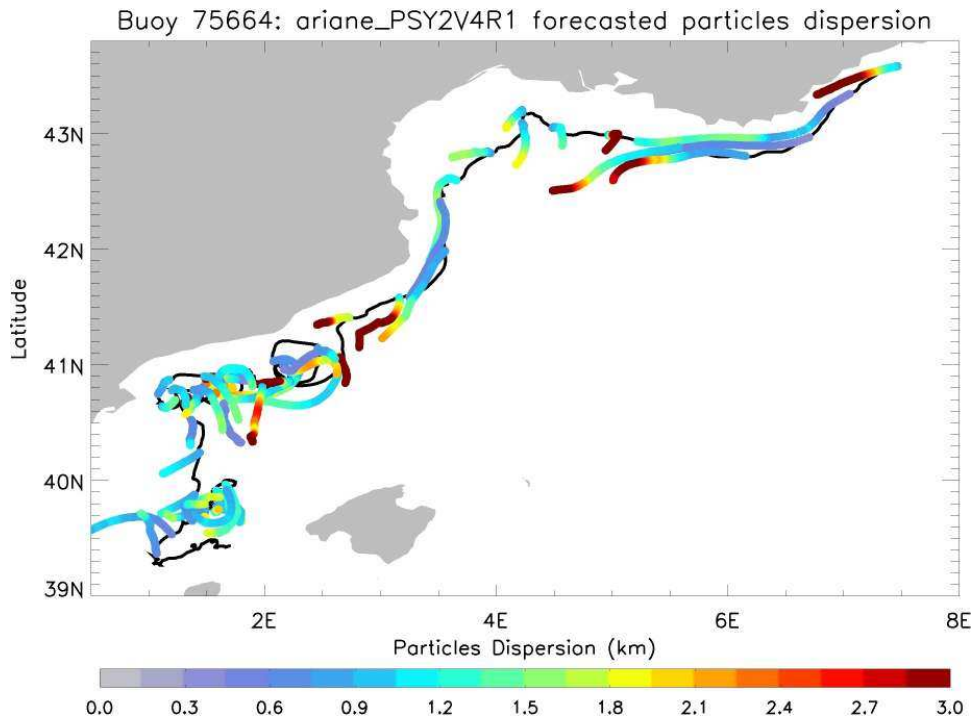 Buoy 75664: ariane_PSY2V4R1 forecasted particles dispersion
43N
42N
41N
40N
39N
Latitude
2E 4E 6E 8E
Particles Dispersion (km)
0.0 0.3 0.6 0.9 1.2 1.5 1.8 2.1 2.4 2.7 3.0